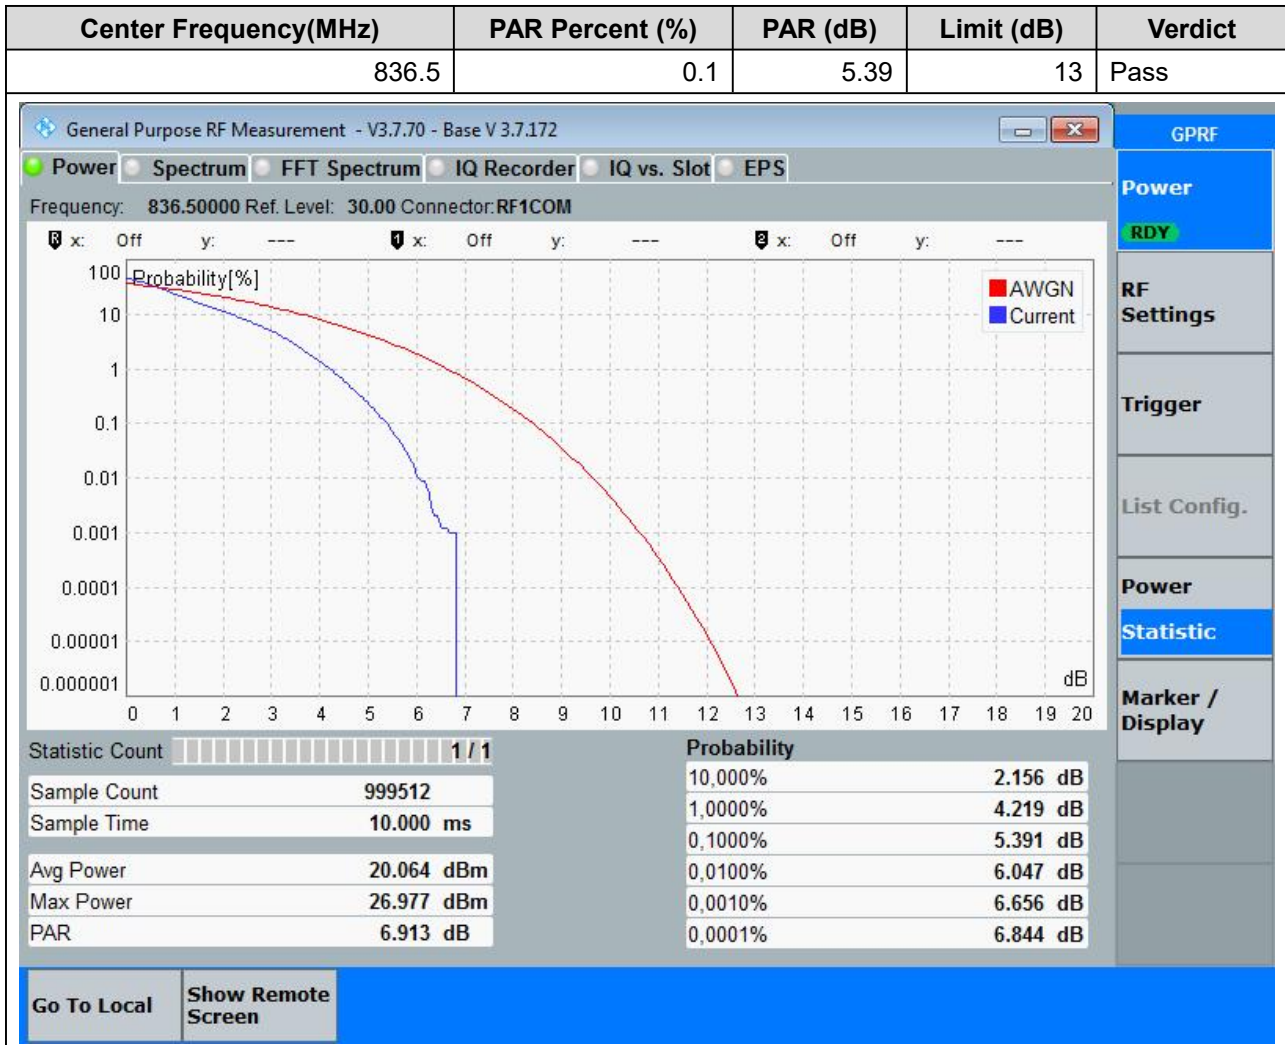 Center Frequency(MHz) PAR Percent (%) PAR (dB) Limit (dB) Verdict
836.5 0.1 5.39 13 Pass
General Purpose RF Measurement - V3.7.70 - Base V 3.7.172
GPRF
Power Spectrum FFT Spectrum IQ Recorder IQ vs. Slot EPS
Power
RDY
Frequency: 836.50000 Ref. Level: 30.00 Connector: RF1COM
R x: Off y: --- 1 x: Off y: --- 2 x: Off y: ---
Probability[%]
AWGN
Current
100
10
1
0.1
0.01
0.001
0.0001
0.00001
0.000001
dB
0 1 2 3 4 5 6 7 8 9 10 11 12 13 14 15 16 17 18 19 20
RF
Settings
Trigger
List Config.
Power
Statistic
Marker /
Display
Statistic Count 1 / 1
Sample Count 999512
Sample Time 10.000 ms
Avg Power 20.064 dBm
Max Power 26.977 dBm
PAR 6.913 dB
Probability
10,000% 2.156 dB
1,0000% 4.219 dB
0,1000% 5.391 dB
0,0100% 6.047 dB
0,0010% 6.656 dB
0,0001% 6.844 dB
Go To Local
Show Remote
Screen